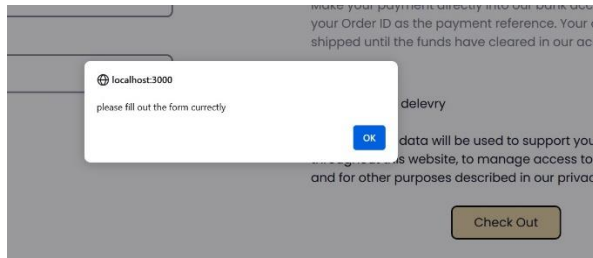 Make your payment directly into our bank acc
your Order ID as the payment reference. Your
shipped until the funds have cleared in our ac
localhost:3000
please fill out the form currectly
OK
delevry
data will be used to support you
throughout this website, to manage access to
and for other purposes described in our privac
Check Out